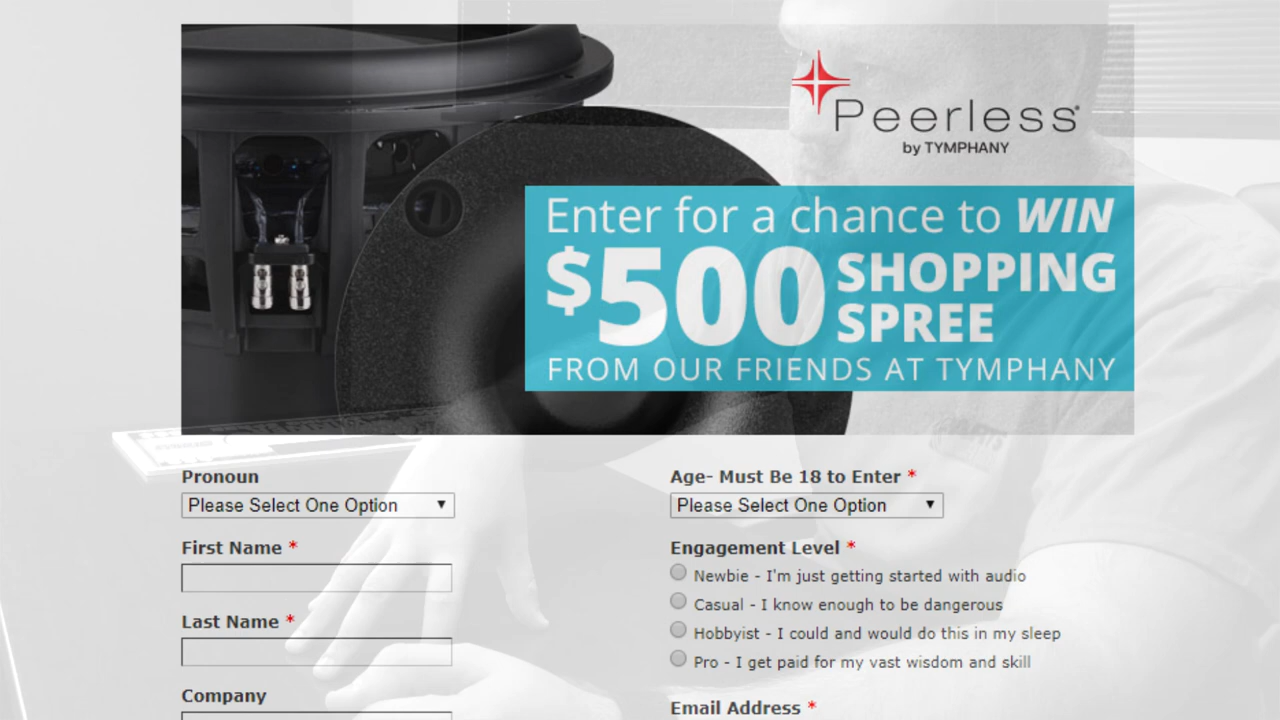 Peerless®
by TYMPHANY
Enter for a chance to WIN
$500 SHOPPING
SPREE
FROM OUR FRIENDS AT TYMPHANY
Pronoun
Please Select One Option
First Name *
Last Name *
Company
Age- Must Be 18 to Enter *
Please Select One Option
Engagement Level *
Newbie - I'm just getting started with audio
Casual - I know enough to be dangerous
Hobbyist - I could and would do this in my sleep
Pro - I get paid for my vast wisdom and skill
Email Address *